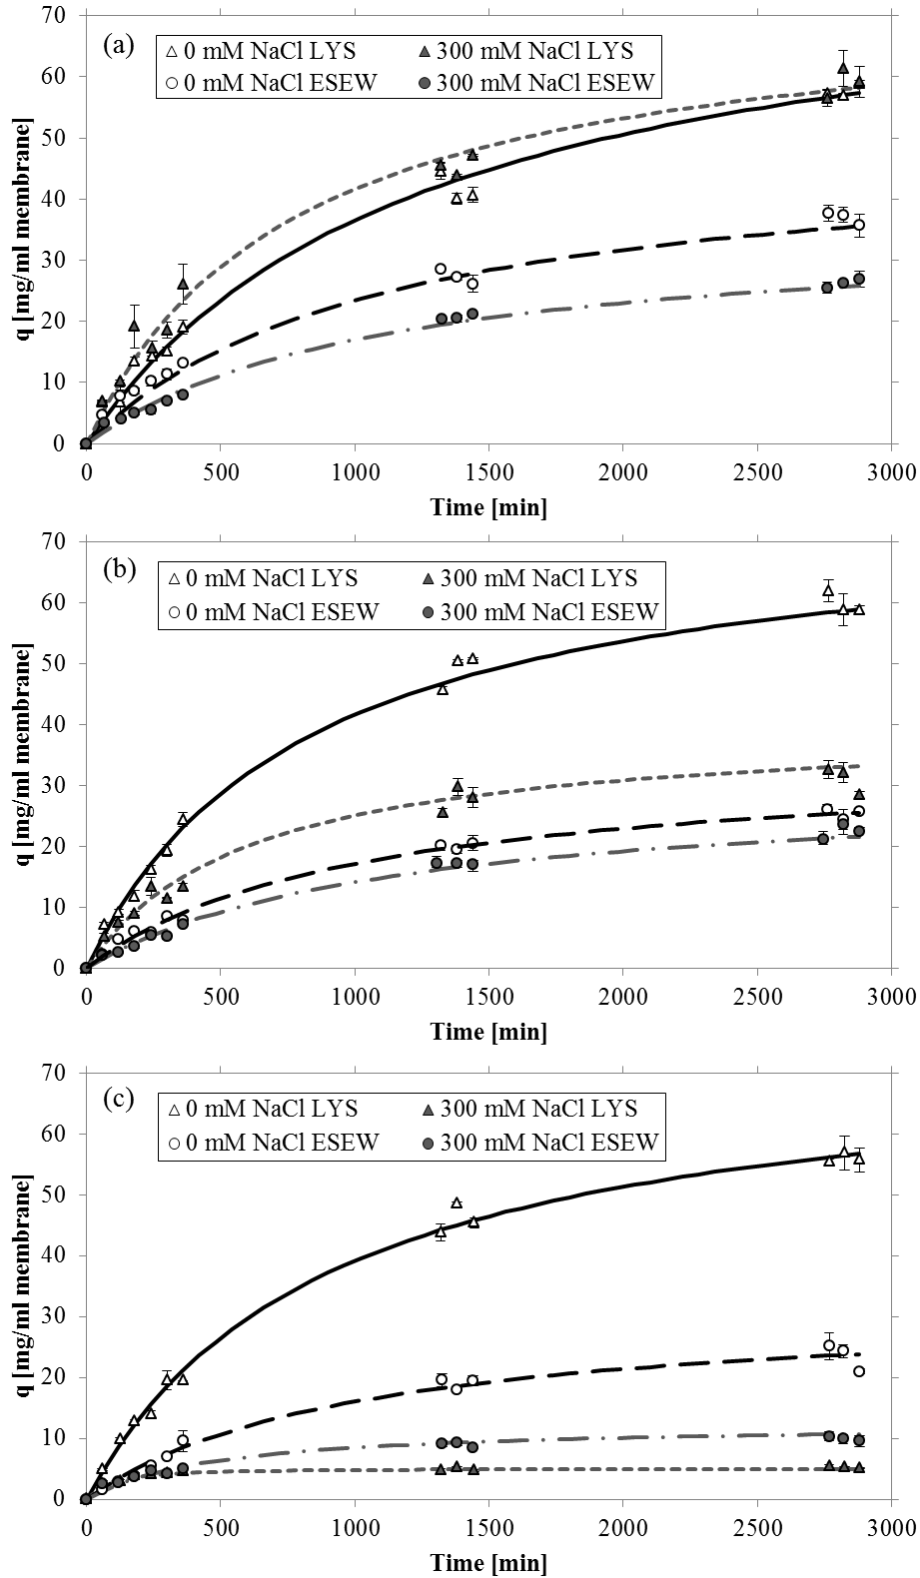 (a)
0 mM NaCl LYS 300 mM NaCl LYS
0 mM NaCl ESEW 300 mM NaCl ESEW
70
60
50
40
30
20
10
0
q [mg/ml membrane]
0 500 1000 1500 2000 2500 3000
Time [min]
(b)
0 mM NaCl LYS 300 mM NaCl LYS
0 mM NaCl ESEW 300 mM NaCl ESEW
70
60
50
40
30
20
10
0
q [mg/ml membrane]
0 500 1000 1500 2000 2500 3000
Time [min]
(c)
0 mM NaCl LYS 300 mM NaCl LYS
0 mM NaCl ESEW 300 mM NaCl ESEW
70
60
50
40
30
20
10
0
q [mg/ml membrane]
0 500 1000 1500 2000 2500 3000
Time [min]